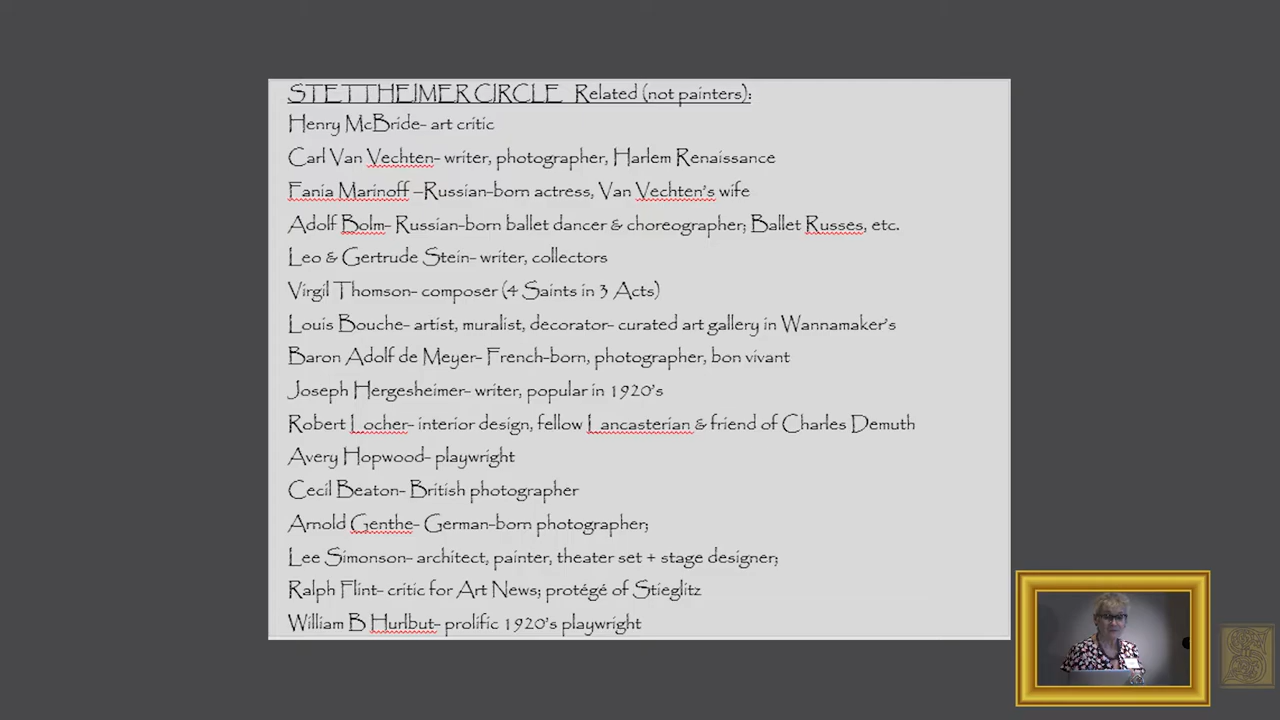 STETTHEIMER CIRCLE Related (not painters):
Henry McBride- art critic
Carl Van Vechten- writer, photographer, Harlem Renaissance
Fania Marinoff –Russian-born actress, Van Vechten's wife
Adolf Bolm- Russian-born ballet dancer & choreographer; Ballet Russes, etc.
Leo & Gertrude Stein- writer, collectors
Virgil Thomson- composer (4 Saints in 3 Acts)
Louis Bouche- artist, muralist, decorator- curated art gallery in Wannamaker's
Baron Adolf de Meyer- French-born, photographer, bon vivant
Joseph Hergesheimer- writer, popular in 1920's
Robert Locher- interior design, fellow Lancasterian & friend of Charles Demuth
Avery Hopwood- playwright
Cecil Beaton- British photographer
Arnold Genthe- German-born photographer;
Lee Simonson- architect, painter, theater set + stage designer;
Ralph Flint- critic for Art News; protégé of Stieglitz
William B Hurlbut- prolific 1920's playwright
S